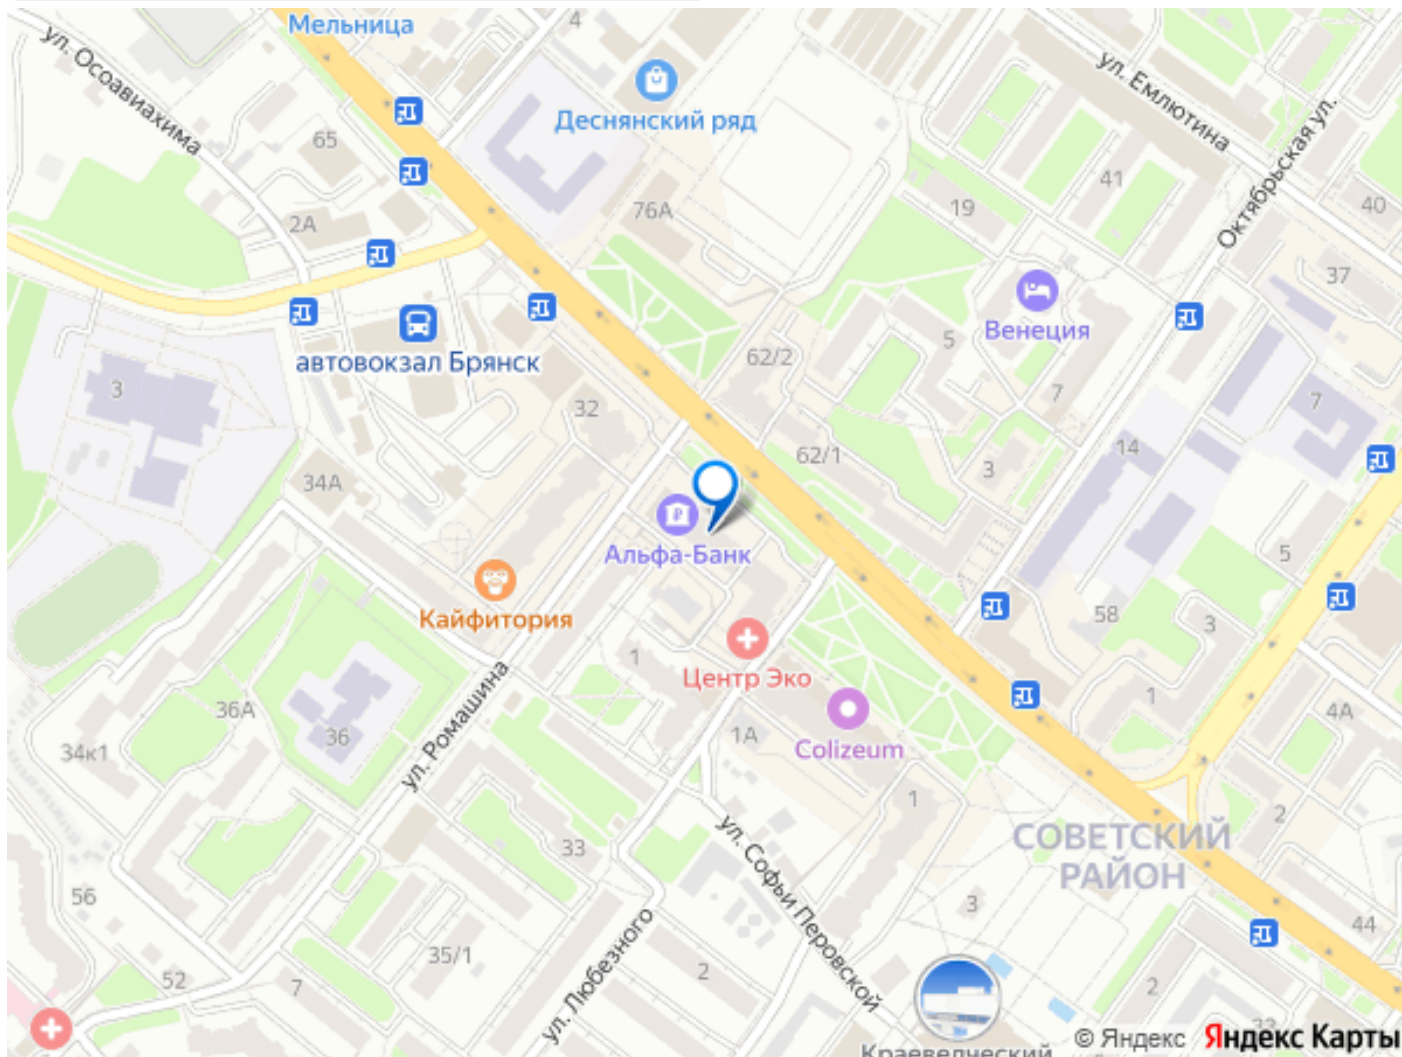 Мельница
4
ул. Осоавиахима
ул. Емлютина
Деснянский ряд
65
Октябрьская ул.
41
76А
19
40
2А
37
5
Венеция
62/2
автовокзал Брянск
3
32
7
7
62/1
14
3
34А
Альфа-Банк
5
Кайфитория
58
3
1
Центр Эко
ул. Ромашина
36А
36
1
4А
34к1
1А
Colizeum
1
2
ул. Софьи Перовской
СОВЕТСКИЙ
РАЙОН
33
56
3
44
ул. Любезного
35/1
2
52
7
2
Краеведческий
© Яндекс Яндекс Карты